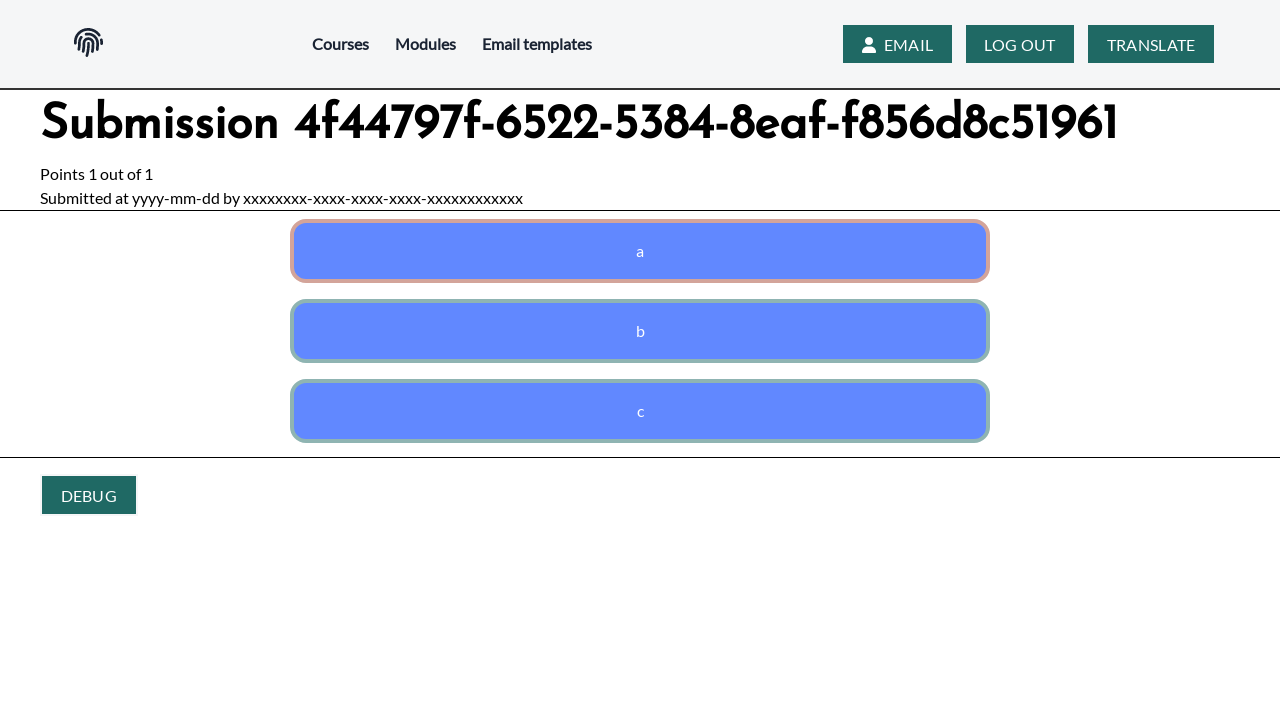 Courses Modules Email templates EMAIL LOG OUT TRANSLATE
Submission 4f44797f-6522-5384-8eaf-f856d8c51961
Points 1 out of 1
Submitted at yyyy-mm-dd by xxxxxxxx-xxxx-xxxx-xxxx-xxxxxxxxxxxx
a
b
c
DEBUG